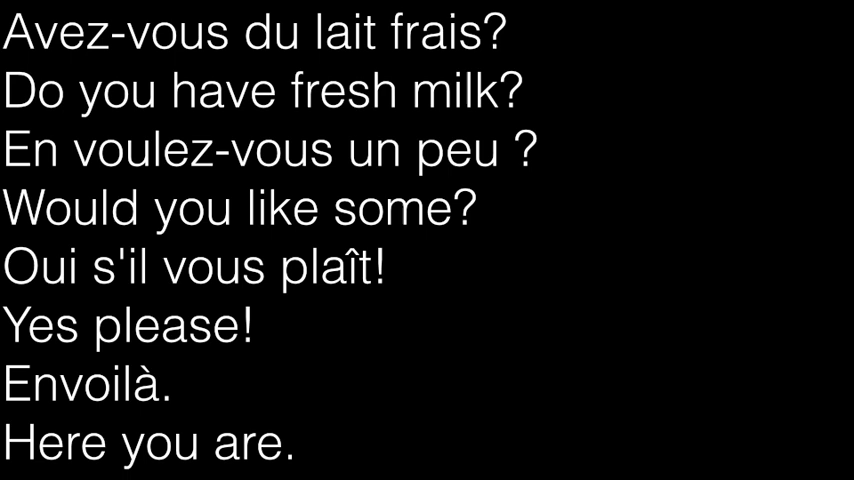 Avez-vous du lait frais?
Do you have fresh milk?
En voulez-vous un peu ?
Would you like some?
Oui s'il vous plaît!
Yes please!
Envoilà.
Here you are.